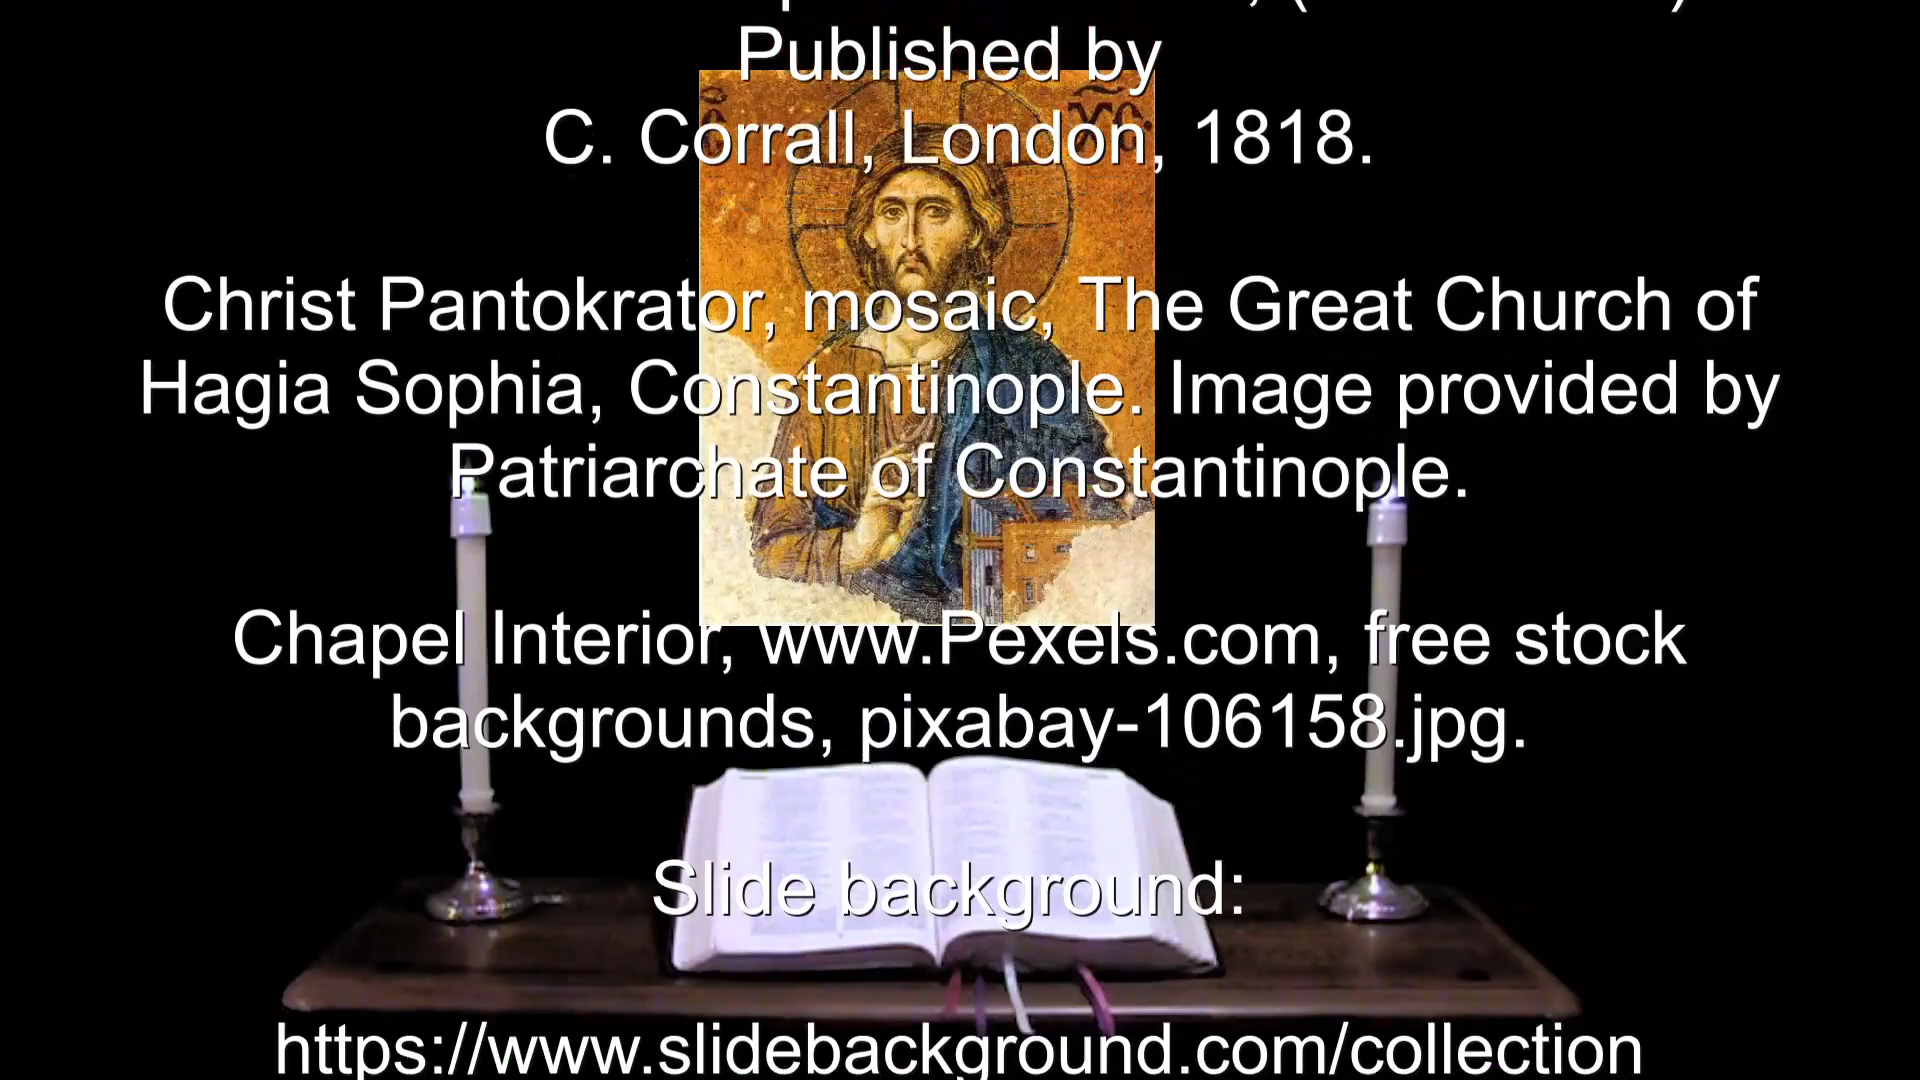 Published by
C. Corrall, London, 1818.
Christ Pantokrator, mosaic, The Great Church of
Hagia Sophia, Constantinople. Image provided by
Patriarchate of Constantinople.
Chapel Interior, www.Pexels.com, free stock
backgrounds, pixabay-106158.jpg.
Slide background:
https://www.slidebackground.com/collection